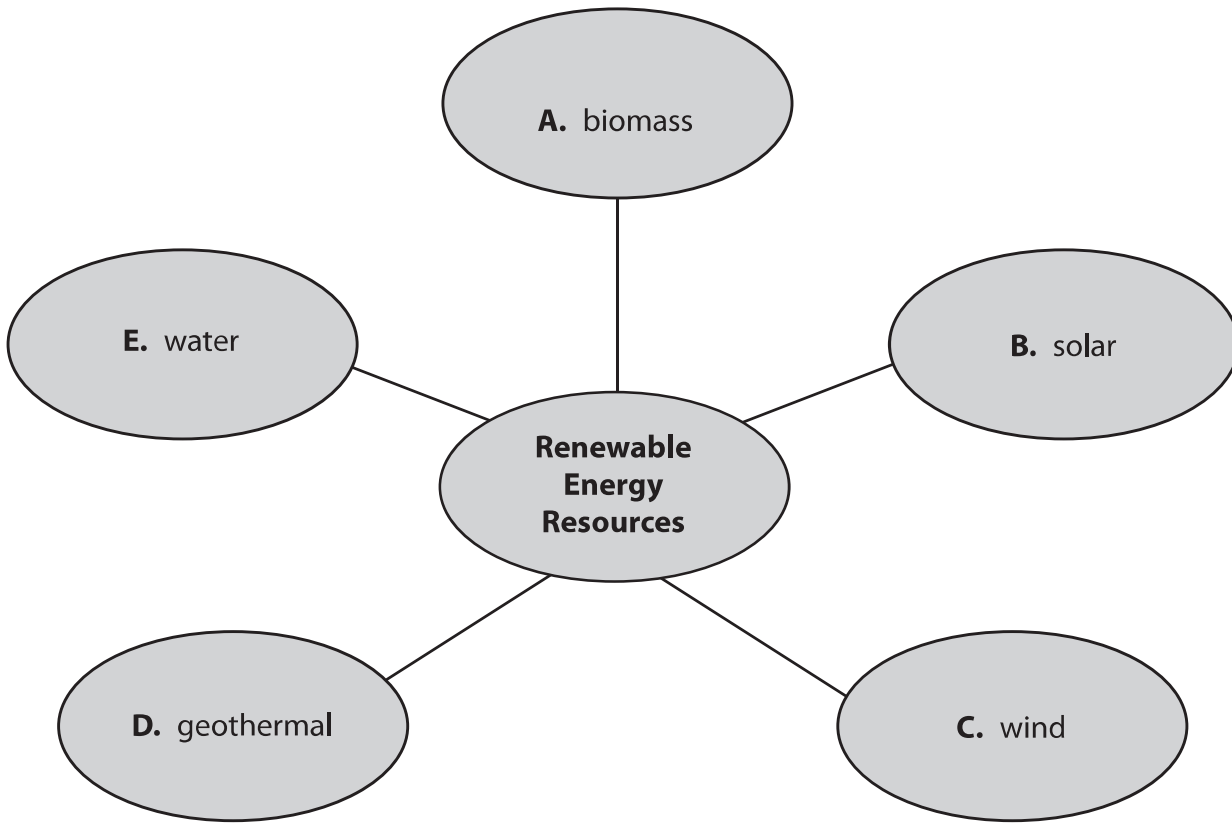 A. biomass
E. water
B. solar
Renewable
Energy
Resources
D. geothermal
C. wind